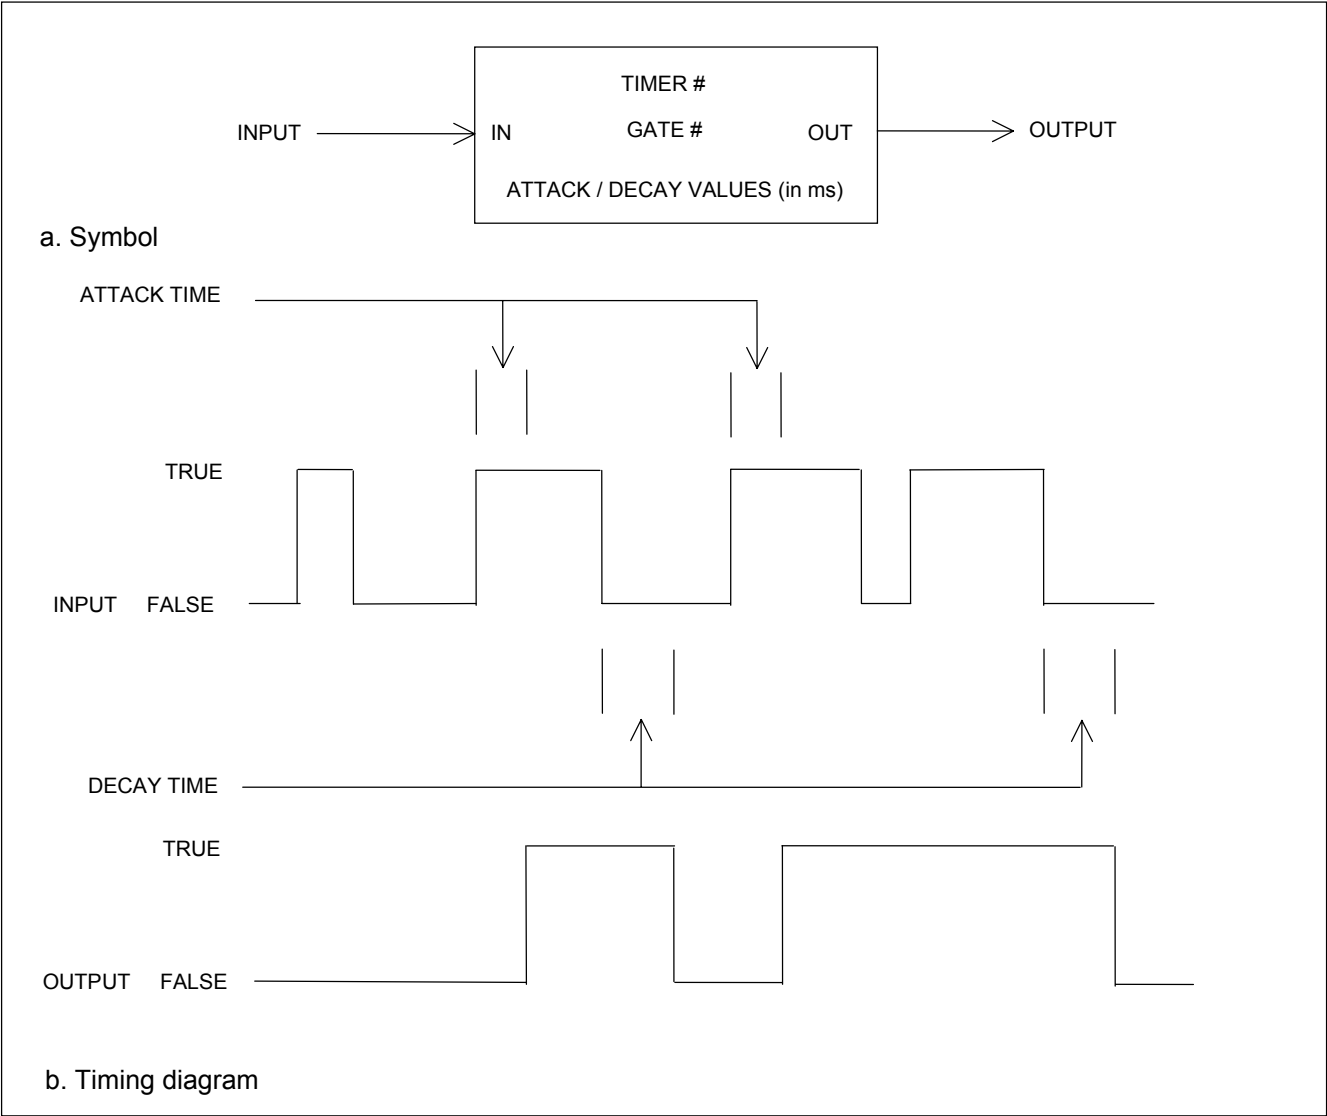 TIMER #
INPUT IN GATE # OUT OUTPUT
ATTACK / DECAY VALUES (in ms)
a. Symbol
ATTACK TIME
TRUE
INPUT FALSE
DECAY TIME
TRUE
OUTPUT FALSE
b. Timing diagram